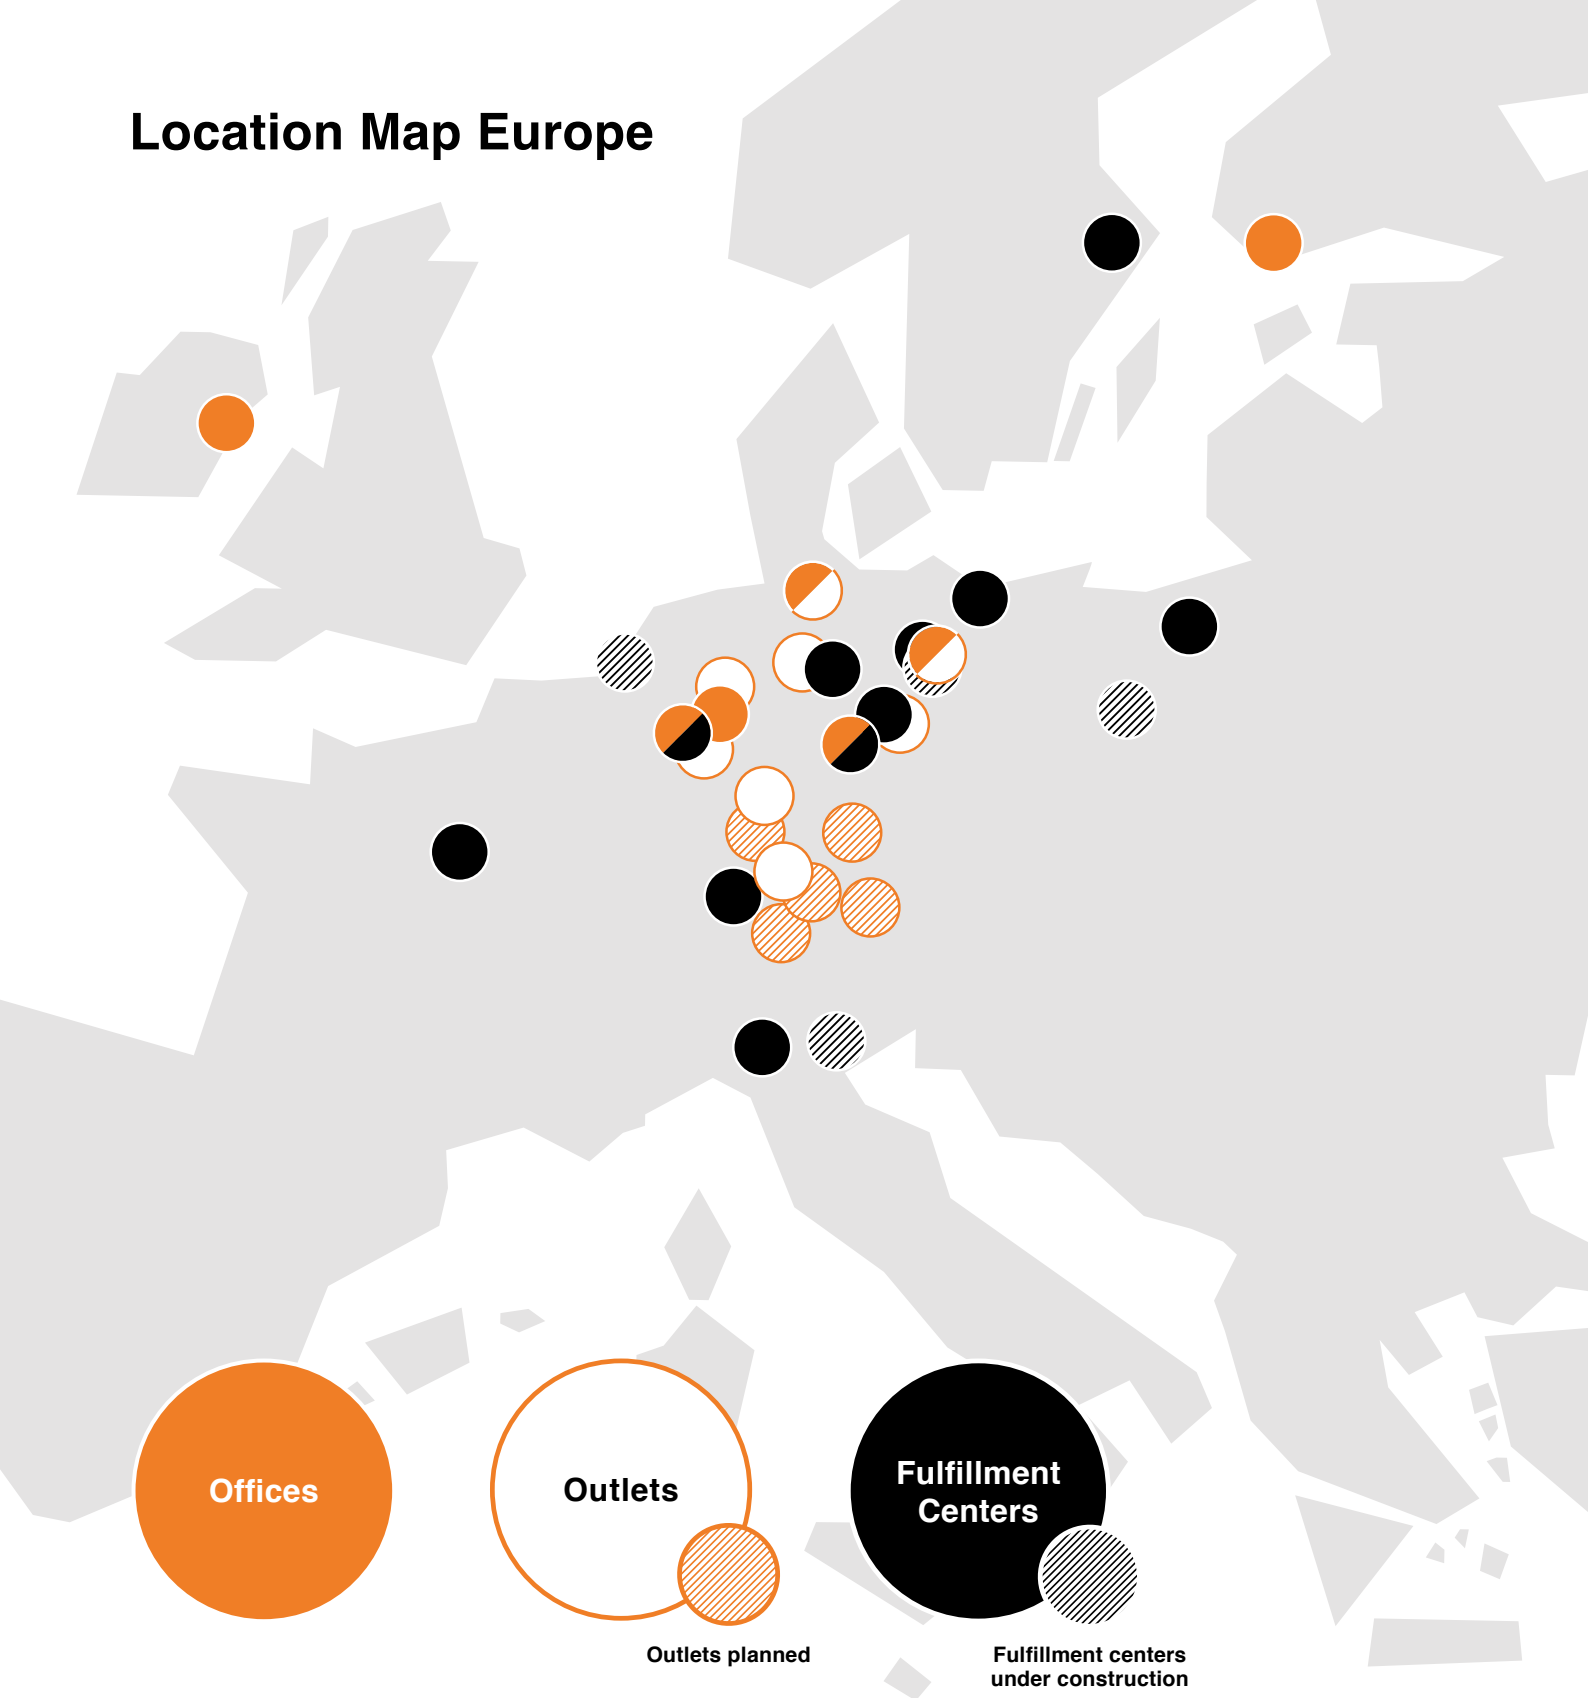 Location Map Europe
Offices
Outlets
Fulfillment
Centers
Outlets planned
Fulfillment centers
under construction